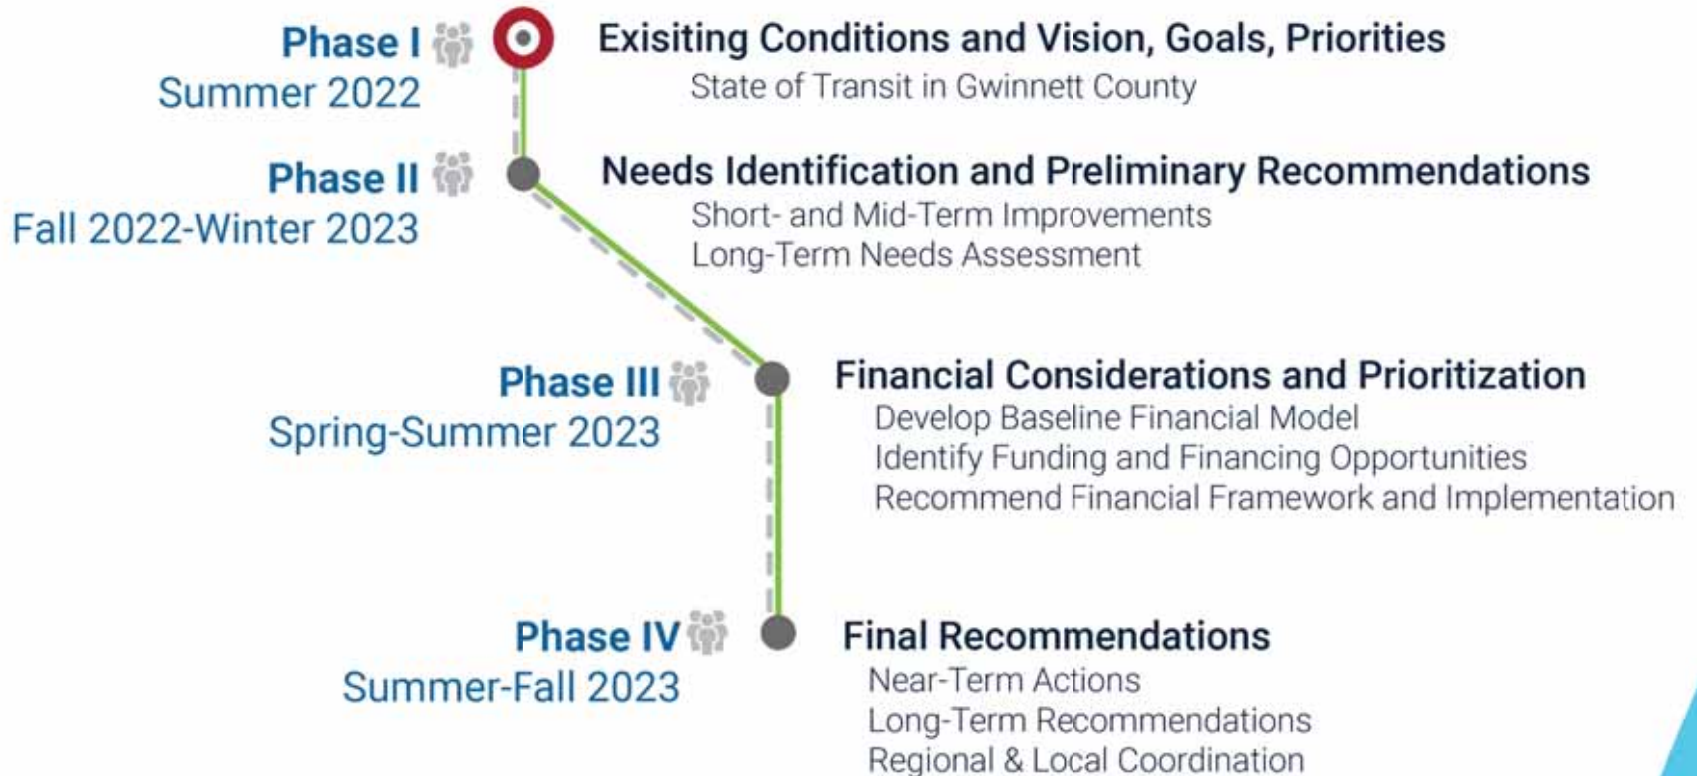 Phase I
Summer 2022
Exisiting Conditions and Vision, Goals, Priorities
State of Transit in Gwinnett County
Phase II
Fall 2022-Winter 2023
Needs Identification and Preliminary Recommendations
Short- and Mid-Term Improvements
Long-Term Needs Assessment
Phase III
Spring-Summer 2023
Financial Considerations and Prioritization
Develop Baseline Financial Model
Identify Funding and Financing Opportunities
Recommend Financial Framework and Implementation
Phase IV
Summer-Fall 2023
Final Recommendations
Near-Term Actions
Long-Term Recommendations
Regional & Local Coordination